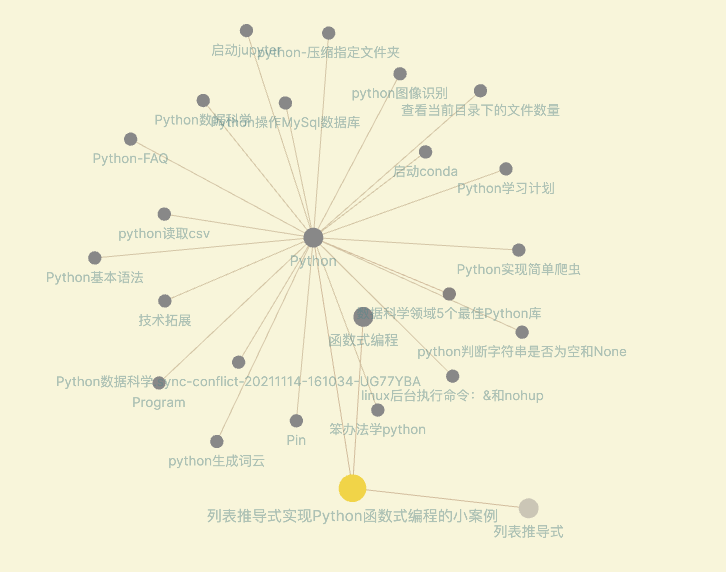 启动jupyter
python-压缩指定文件夹
python图像识别
查看当前目录下的文件数量
Python数据科学
Python操作MySql数据库
Python-FAQ
启动conda
Python学习计划
python读取csv
Python
Python基本语法
Python实现简单爬虫
技术拓展
数据科学领域5个最佳Python库
函数式编程
python判断字符串是否为空和None
Python数据科学.sync-conflict-20211114-161034-UG77YBA
linux后台执行命令：&和nohup
Program
笨办法学python
Pin
python生成词云
列表推导式实现Python函数式编程的小案例
列表推导式